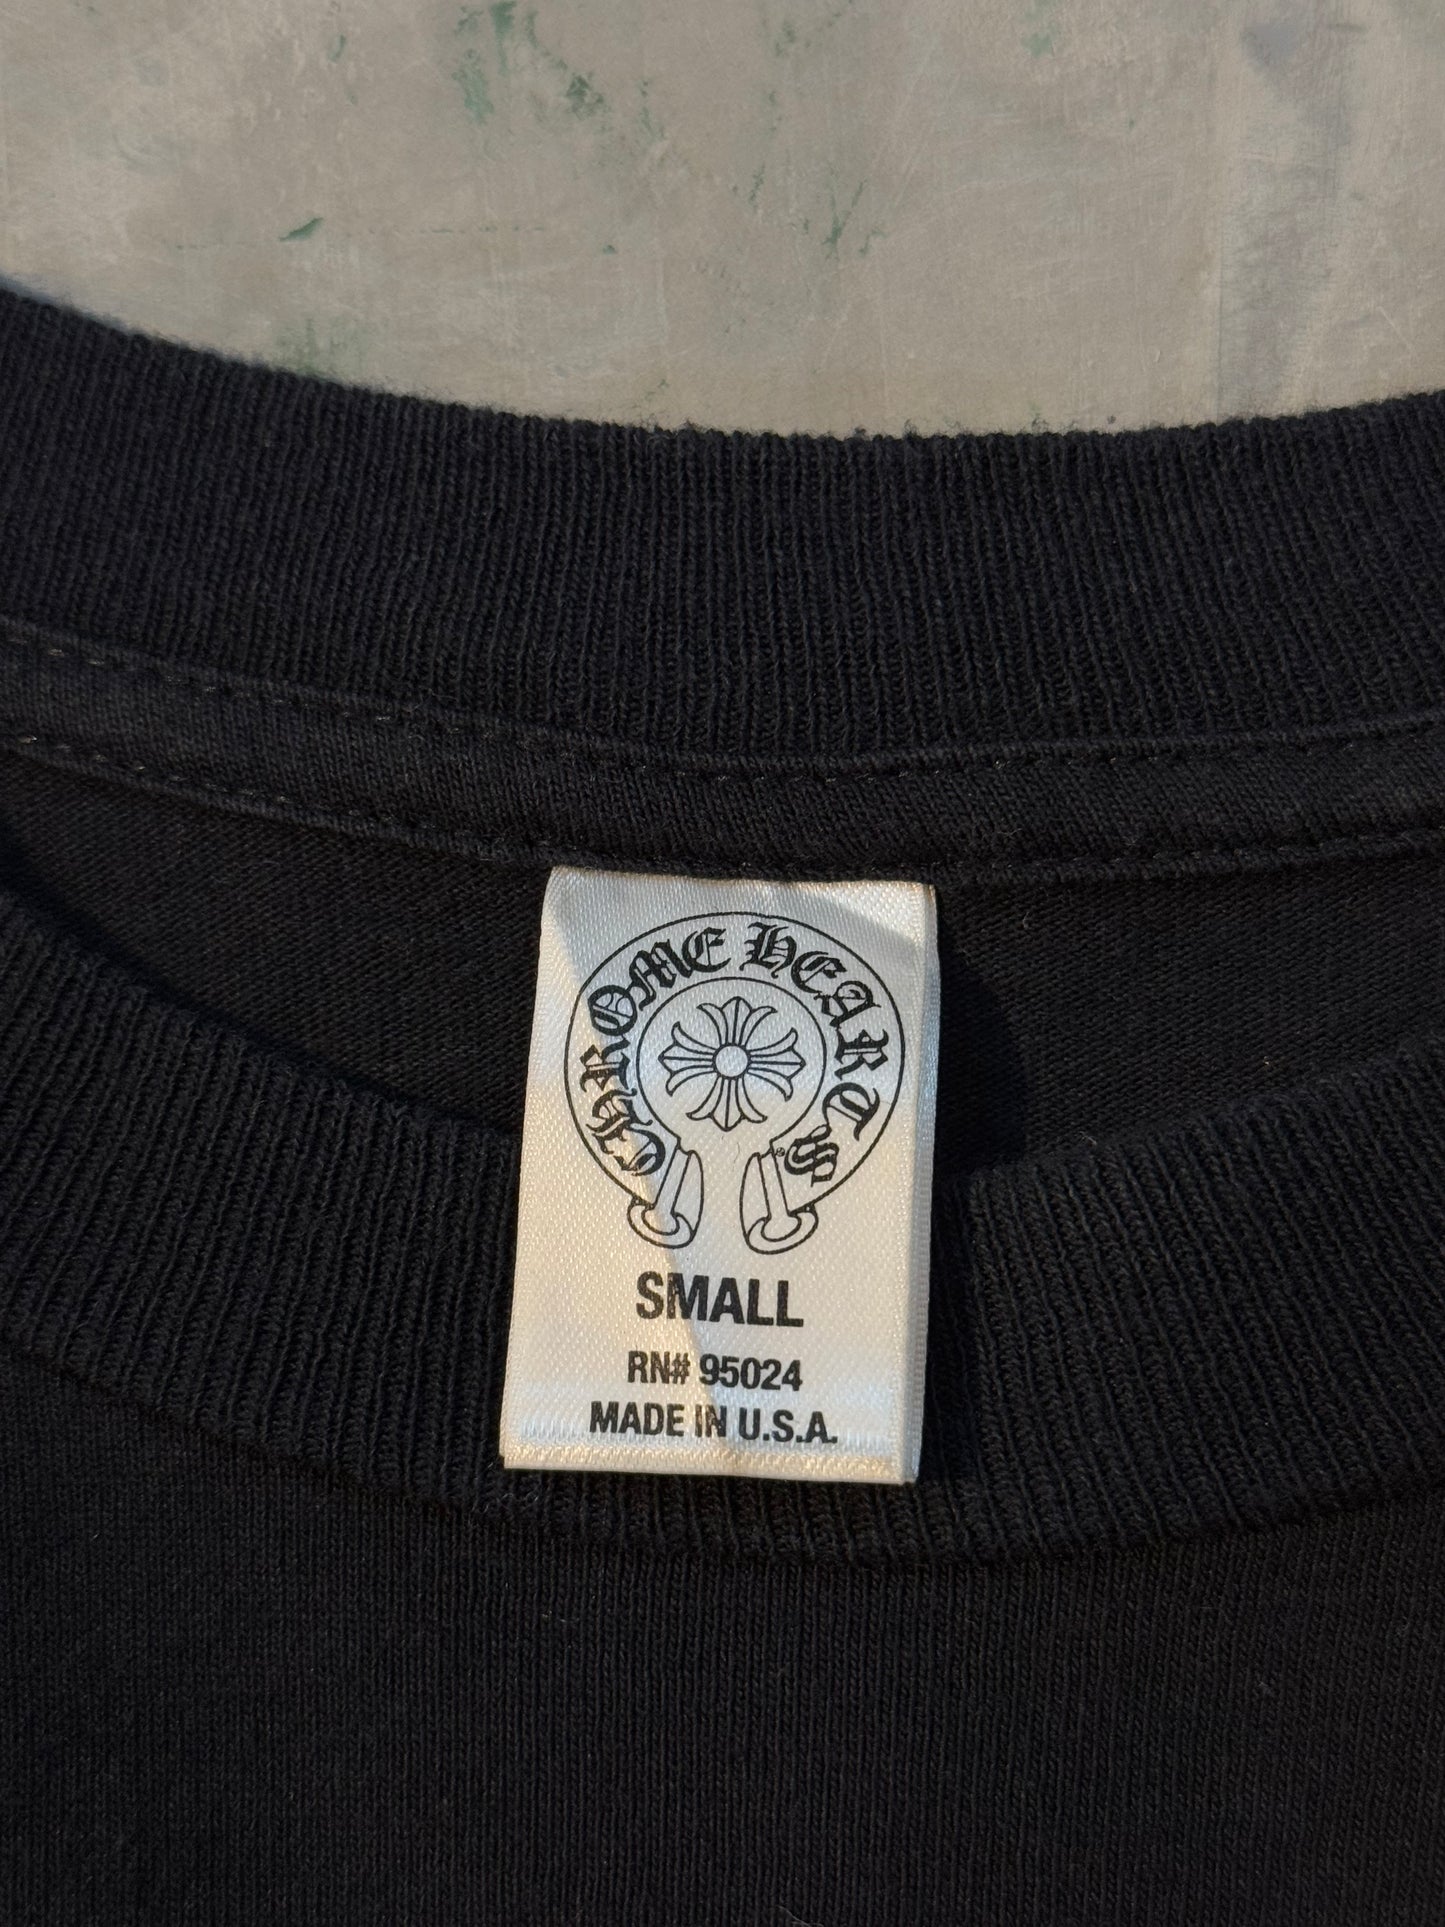 CHROME HEARTS
®
SMALL
RN# 95024
MADE IN U.S.A.